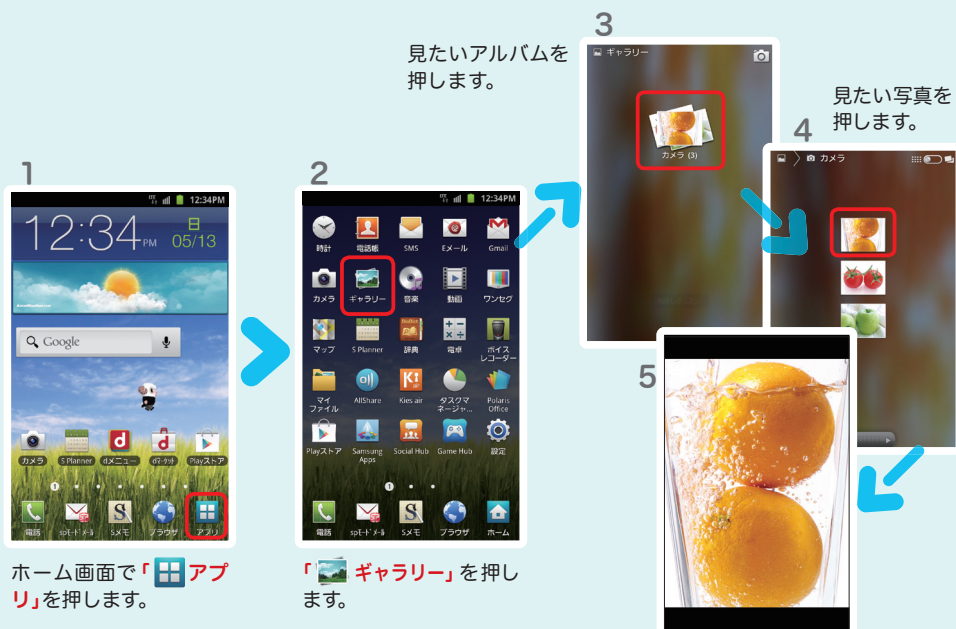 1
12:34PM
12:34 PM
日
05/13
Google
カメラ
S Planner
dメニュー
dマーケット
Playストア
1
電話
spモードメール
Sメモ
ブラウザ
アプリ
ホーム画面で「アプ
リ」を押します。
2
12:34PM
時計
電話帳
SMS
Eメール
Gmail
カメラ
ギャラリー
音楽
動画
ワンセグ
マップ
S Planner
辞典
電卓
ボイス
レコーダー
マイ
ファイル
AllShare
Kies air
タスクマ
ネージャ...
Polaris
Office
Playストア
Samsung
Apps
Social Hub
Game Hub
設定
1
電話
spモードメール
Sメモ
ブラウザ
ホーム
「ギャラリー」を押し
ます。
3
見たいアルバムを
押します。
ギャラリー
カメラ (3)
4
見たい写真を
押します。
カメラ
5